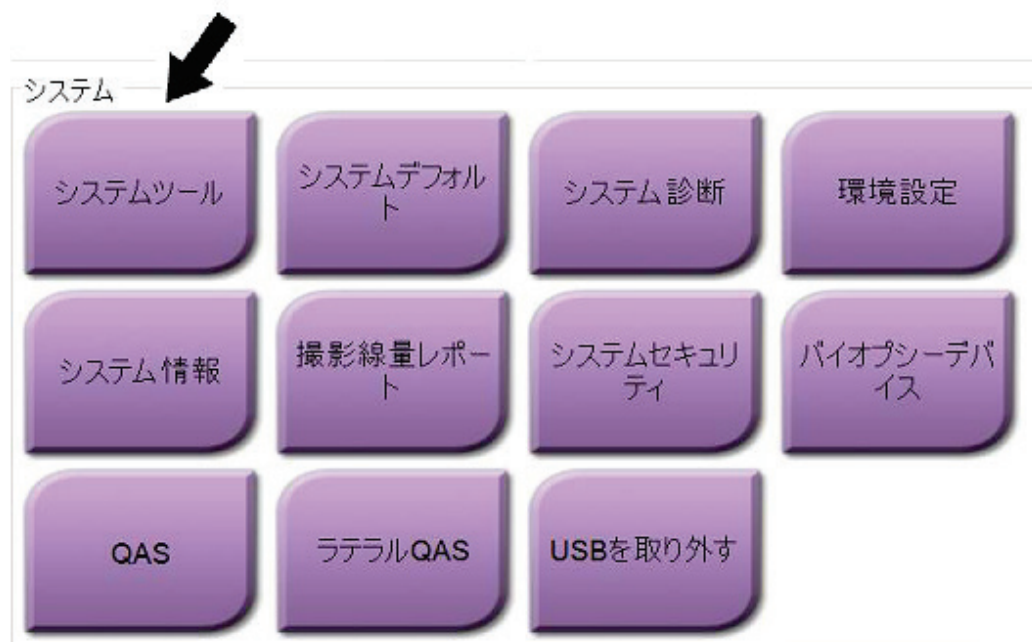 システム
システムツール
システムデフォル
ト
システム診断
環境設定
システム情報
撮影線量レポー
ト
システムセキュリ
ティ
バイオプシーデバ
イス
QAS
ラテラルQAS
USBを取り外す